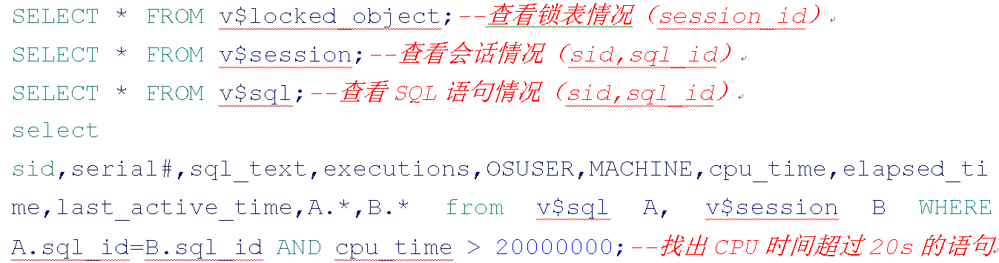 SELECT * FROM v$locked_object;--查看锁表情况（session_id）
SELECT * FROM v$session;--查看会话情况（sid,sql_id）
SELECT * FROM v$sql;--查看 SQL 语句情况（sid,sql_id）
select
sid,serial#,sql_text,executions,OSUSER,MACHINE,cpu_time,elapsed_ti
me,last_active_time,A.*,B.* from v$sql A, v$session B WHERE
A.sql_id=B.sql_id AND cpu_time > 20000000;--找出 CPU 时间超过 20s 的语句